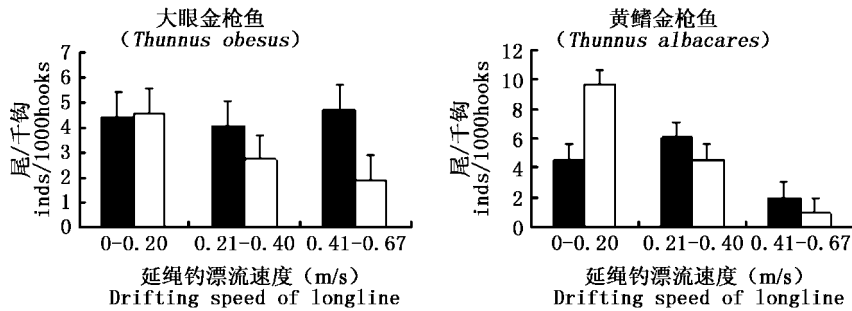 大眼金枪鱼
（Thunnus obesus）
尾/千钩
inds/1000hooks
7
6
5
4
3
2
1
0
0-0.20 0.21-0.40 0.41-0.67
延绳钓漂流速度（m/s）
Drifting speed of longline
黄鳍金枪鱼
（Thunnus albacares）
尾/千钩
inds/1000hooks
12
10
8
6
4
2
0
0-0.20 0.21-0.40 0.41-0.67
延绳钓漂流速度（m/s）
Drifting speed of longline